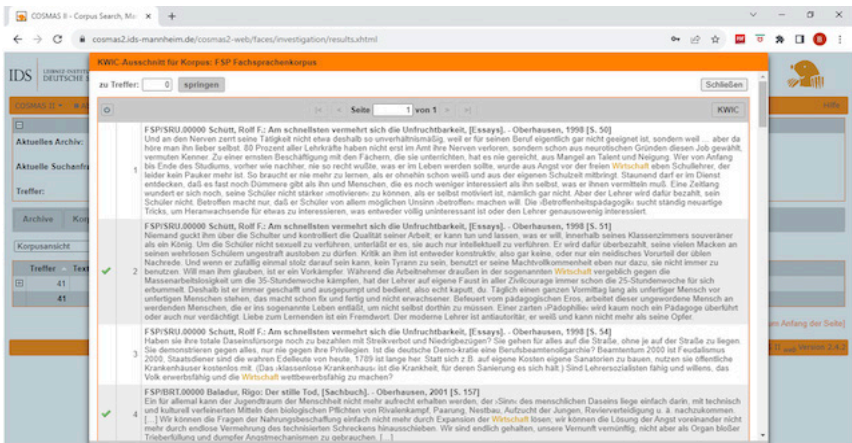 COSMAS II – Corpus Search, Ma
cosmas2.ids-mannheim.de/cosmas2-web/faces/investigation/results.xhtml
IDS
DEUTSCHE
KWIC-Ausschnitt für Korpus: FSP Fachsprachenkorpus
zu Treffer: 0 springen Schließen
Seite 1 von 1 KWIC
COSMAS II
Hilfe
Aktuelles Archiv:
Aktuelle Suchanfra
Treffer:
Archive Korp
Korpusansicht
Treffer Text
41
41
um Anfang der Seite]
Version 2.4.2
FSP/SRU.00000 Schütt, Rolf F.: Am schnellsten vermehrt sich die Unfruchtbarkeit, [Essays]. - Oberhausen, 1998 [S. 50]
1 Und an den Nerven zerrt seine Tätigkeit nicht etwa deshalb so unverhältnismäßig, weil er für seinen Beruf eigentlich gar nicht geeignet ist, sondern weil ... aber da
höre man ihn lieber selbst. 80 Prozent aller Lehrkräfte haben nicht erst im Amt ihre Nerven verloren, sondern schon aus neurotischen Gründen diesen Job gewählt,
vermuten Kenner. Zu einer ernsten Beschäftigung mit den Fächern, die sie unterrichten, hat es nie gereicht, aus Mangel an Talent und Neigung. Wer von Anfang
bis Ende des Studiums, vorher wie nachher, nie so recht wußte, was er im Leben werden sollte, wurde aus Angst vor der freien Wirtschaft eben Schullehrer, der
leider kein Pauker mehr ist. So braucht er nie mehr zu lernen, als er ohnehin schon weiß und aus der eigenen Schulzeit mitbringt. Staunend darf er im Dienst
entdecken, daß es fast noch Dümmere gibt als ihn und Menschen, die es noch weniger interessiert als ihn selbst, was er ihnen vermitteln muß. Eine Zeitlang
wundert er sich noch, seine Schüler nicht stärker ›motivieren‹ zu können, als er selbst motiviert ist, nämlich gar nicht. Aber der Lehrer wird dafür bezahlt, sein
Schüler nicht. Betroffen macht nur, daß er Schüler von allem möglichen Unsinn ›betroffen‹ machen will. Die ›Betroffenheitspädagogik‹ sucht ständig neuartige
Tricks, um Heranwachsende für etwas zu interessieren, was entweder völlig uninteressant ist oder den Lehrer genausowenig interessiert.
FSP/SRU.00000 Schütt, Rolf F.: Am schnellsten vermehrt sich die Unfruchtbarkeit, [Essays]. - Oberhausen, 1998 [S. 51]
2 Niemand guckt ihm über die Schulter und kontrolliert die Qualität seiner Arbeit; er kann tun und lassen, was er will, innerhalb seines Klassenzimmers souveräner
als ein König. Um die Schüler nicht sexuell zu verführen, unterläßt er es, sie auch nur intellektuell zu verführen. Er wird dafür überbezahlt, seine vielen Macken an
seinen wehrlosen Schülern ungestraft austoben zu dürfen. Kritik an ihm ist entweder konstruktiv, also gar keine, oder nur ein neidisches Vorurteil der üblen
Nachrede. Und wenn er zufällig einmal stolz darauf sein kann, kein Tyrann zu sein, benutzt er seine Machtvollkommenheit eben nur dazu, sie nicht immer zu
benutzen. Will man ihm glauben, ist er ein Vorkämpfer. Während die Arbeitnehmer draußen in der sogenannten Wirtschaft vergeblich gegen die
Massenarbeitslosigkeit um die 35-Stundenwoche kämpfen, hat der Lehrer auf eigene Faust in aller Zivilcourage immer schon die 25-Stundenwoche für sich
erbummelt. Deshalb ist er immer geschafft und ausgepumpt und bedient, also echt kaputt, du. Täglich einen ganzen Vormittag lang als unfertiger Mensch vor
unfertigen Menschen stehen, das macht schon fix und fertig und nicht erwachsener. Befeuert vom pädagogischen Eros, arbeitet dieser ungewordene Mensch an
werdenden Menschen, die er ins sogenannte Leben entläßt, um nicht selbst dorthin zu müssen. Einer zarten ›Pädophilie‹ wird kaum noch ein Pädagoge überführt
oder auch nur verdächtigt. Liebe zum Lernenden ist ein Fremdwort. Der moderne Lehrer ist antiautoritär, er weiß und kann nicht mehr als seine Opfer.
FSP/SRU.00000 Schütt, Rolf F.: Am schnellsten vermehrt sich die Unfruchtbarkeit, [Essays]. - Oberhausen, 1998 [S. 54]
3 Haben sie ihre totale Daseinsfürsorge noch zu bezahlen mit Streikverbot und Niedrigbezügen? Sie gehen für alles auf die Straße, ohne je auf der Straße zu liegen.
Sie demonstrieren gegen alles, nur nie gegen ihre Privilegien. Ist die deutsche Demo-kratie eine Berufsbeamtenoligarchie? Beamtentum 2000 ist Feudalismus
2000, Staatsdiener sind die wahren Edelleute von heute, 1789 ist lange her. Statt sich z.B. auf eigene Kosten eigene Sanatorien zu bauen, nutzen sie öffentliche
Krankenhäuser kostenlos mit. (Das ›klassenlose Krankenhaus‹ ist die Krankheit, für deren Sanierung es sich hält.) Sind Lehrersozialisten fähig und willens, das
Volk erwerbsfähig und die Wirtschaft wettbewerbsfähig zu machen?
FSP/BRT.00000 Baladur, Rigo: Der stille Tod, [Sachbuch]. - Oberhausen, 2001 [S. 157]
4 Ein für allemal kann der Jugendtraum der Menschheit nicht mehr aufrecht erhalten werden, der ›Sinn‹ des menschlichen Daseins liege einfach darin, mit technisch
und kulturell verfeinerten Mitteln den biologischen Pflichten von Rivalenkampf, Paarung, Nestbau, Aufzucht der Jungen, Revierverteidigung u. ä. nachzukommen.
[...] Wir können die Fragen der Nahrungsbeschaffung einfach nicht mehr durch Expansion der Wirtschaft lösen; wir können die Lösung der Angst voreinander nicht
mehr durch endlose Vermehrung des technisierten Schreckens hinausschieben. Wir sind endlich gehalten, unsere Vernunft vernünftig, nicht aber als Organ bloßer
Trieberfüllung und dumpfer Angstmechanismen zu gebrauchen. [...]